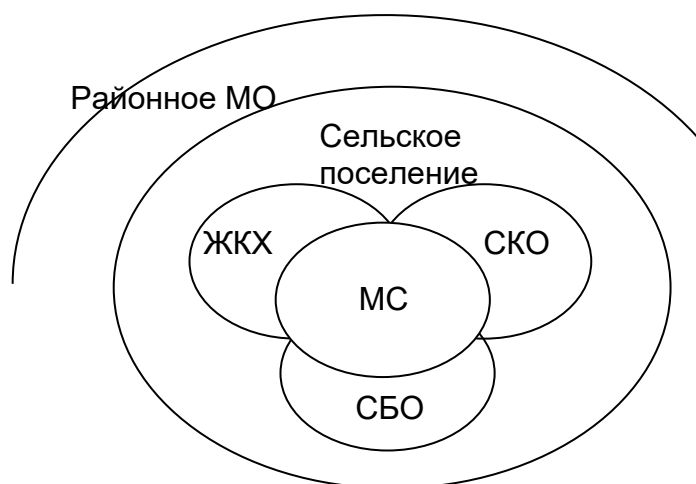 Районное МО
Сельское
поселение
ЖКХ
СКО
МС
СБО